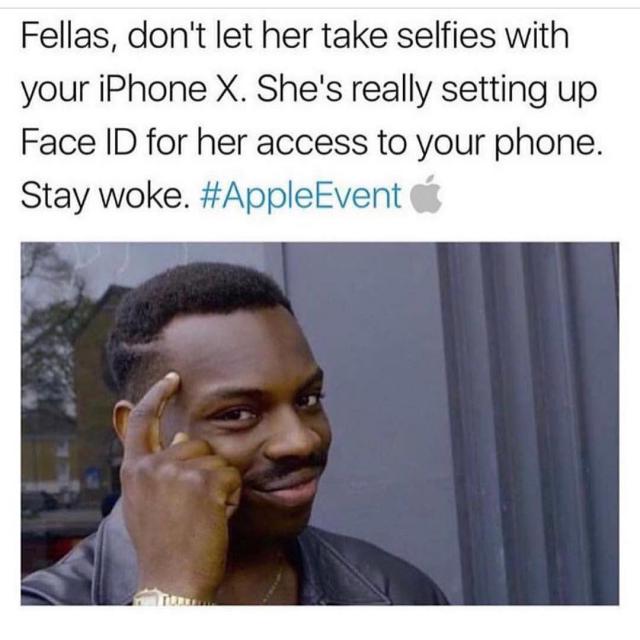 Fellas, don't let her take selfies with
your iPhone X. She's really setting up
Face ID for her access to your phone.
Stay woke. #AppleEvent